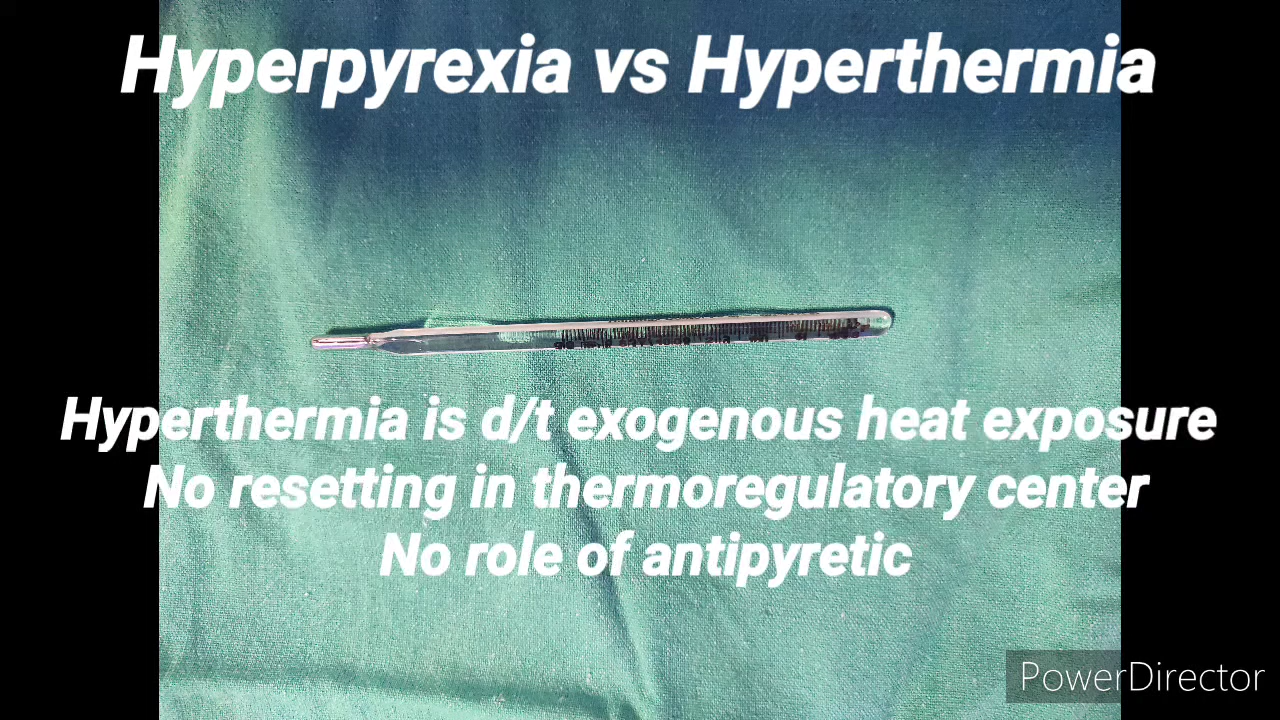 Hyperpyrexia vs Hyperthermia
Hyperthermia is d/t exogenous heat exposure
No resetting in thermoregulatory center
No role of antipyretic
PowerDirector